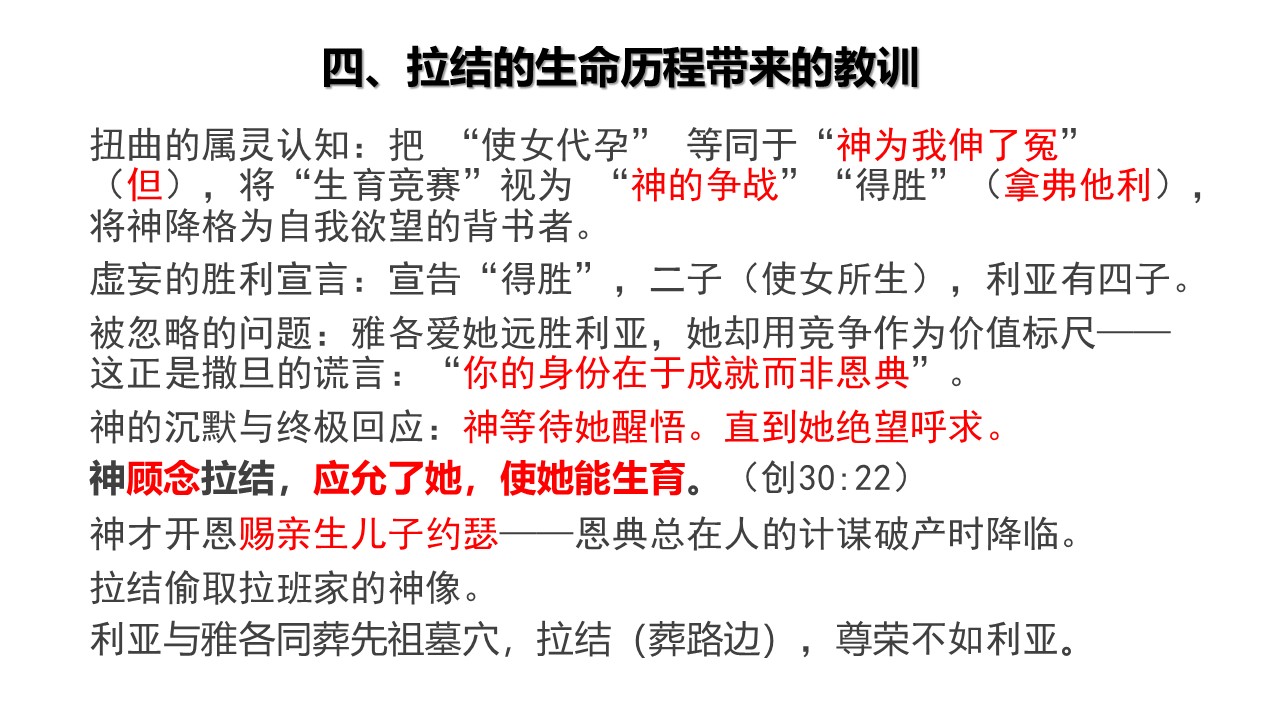 四、拉结的生命历程带来的教训
扭曲的属灵认知：把 “使女代孕” 等同于“神为我伸了冤”
（但），将“生育竞赛”视为 “神的争战”“得胜”（拿弗他利），
将神降格为自我欲望的背书者。
虚妄的胜利宣言：宣告“得胜”，二子（使女所生），利亚有四子。
被忽略的问题：雅各爱她远胜利亚，她却用竞争作为价值标尺——
这正是撒旦的谎言：“你的身份在于成就而非恩典”。
神的沉默与终极回应：神等待她醒悟。直到她绝望呼求。
神顾念拉结，应允了她，使她能生育。（创30:22）
神才开恩赐亲生儿子约瑟——恩典总在人的计谋破产时降临。
拉结偷取拉班家的神像。
利亚与雅各同葬先祖墓穴，拉结（葬路边），尊荣不如利亚。